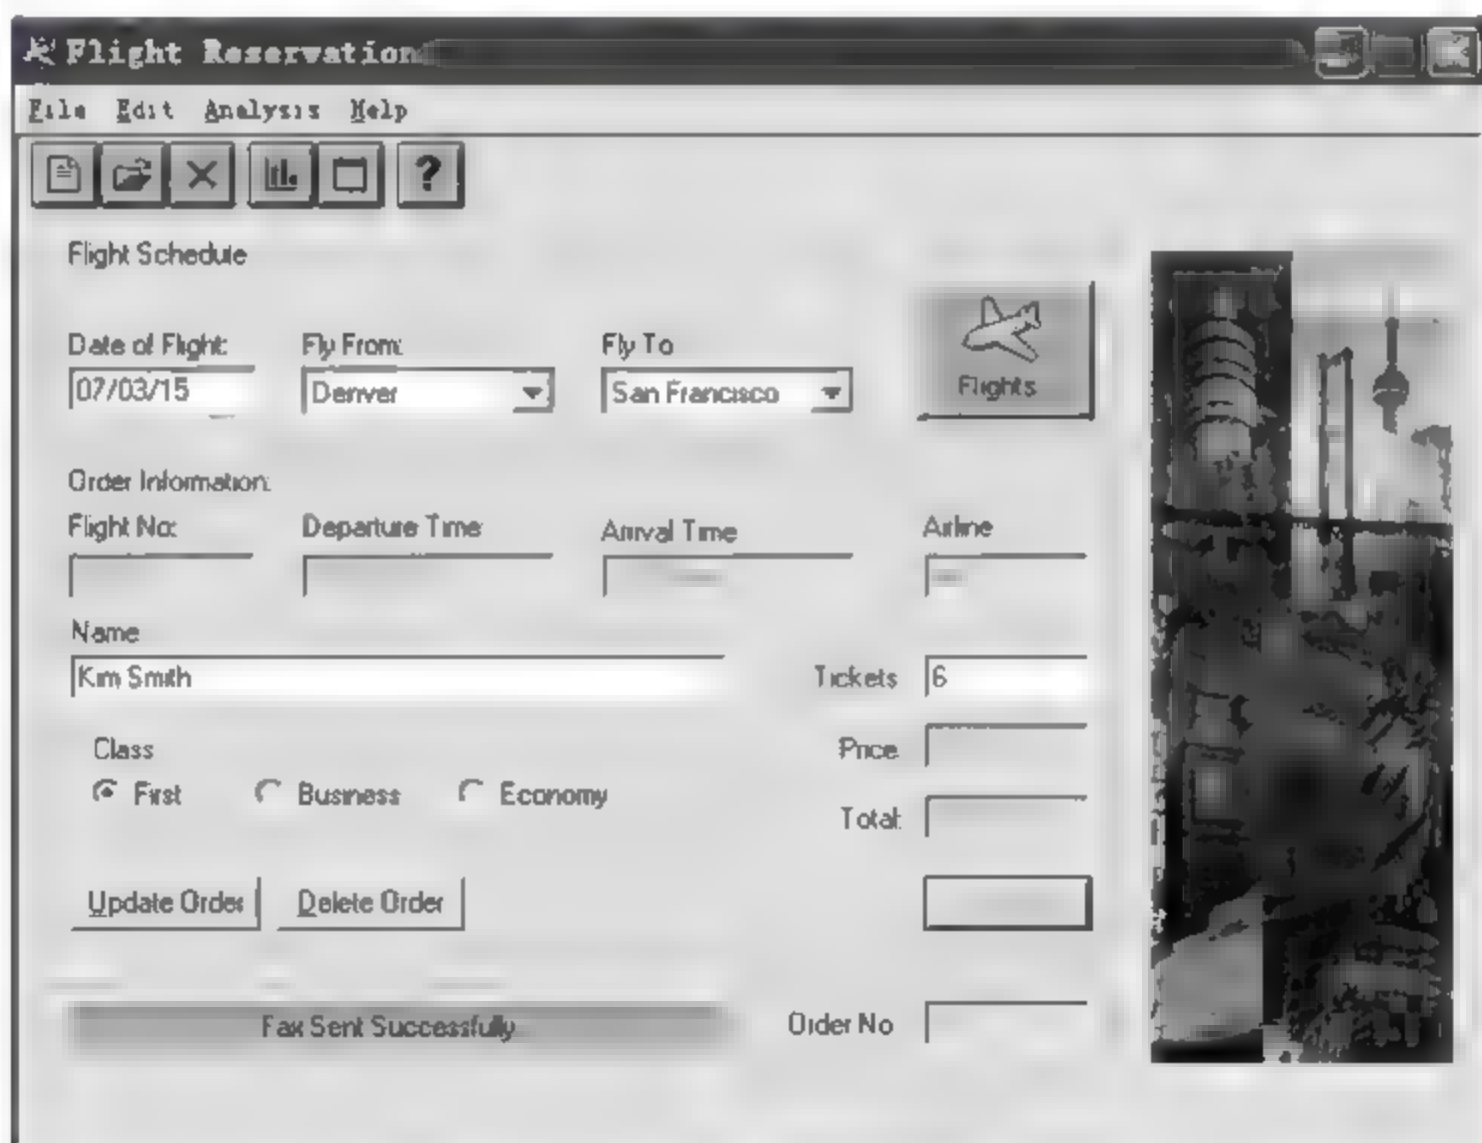 Flight Reservation
File Edit Analysis Help
?
Flight Schedule
Date of Flight: Fly From: Fly To
07/03/15 Denver San Francisco Flights
Order Information:
Flight No: Departure Time Arrival Time Airline
Name
Kim Smith Tickets 6
Class Price
First Business Economy
Total:
Update Order Delete Order
Fax Sent Successfully... Order No